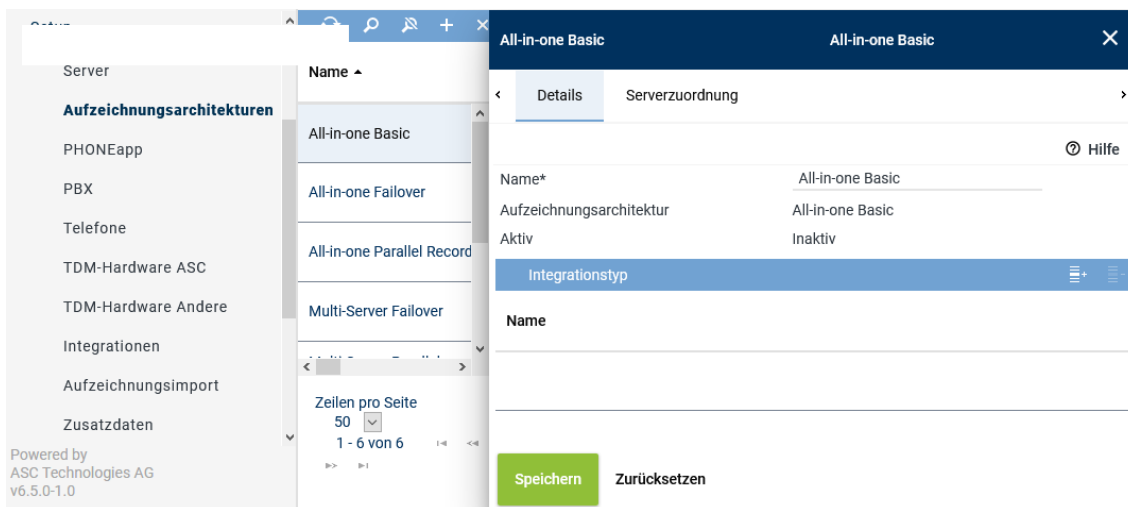 Server
Aufzeichnungsarchitekturen
PHONEapp
PBX
Telefone
TDM-Hardware ASC
TDM-Hardware Andere
Integrationen
Aufzeichnungsimport
Zusatzdaten
Powered by
ASC Technologies AG
v6.5.0-1.0
Name
All-in-one Basic
All-in-one Failover
All-in-one Parallel Record
Multi-Server Failover
Zeilen pro Seite
50
1 - 6 von 6
All-in-one Basic All-in-one Basic
Details Serverzuordnung
Hilfe
Name* All-in-one Basic
Aufzeichnungsarchitektur All-in-one Basic
Aktiv Inaktiv
Integrationstyp
Name
Speichern Zurücksetzen